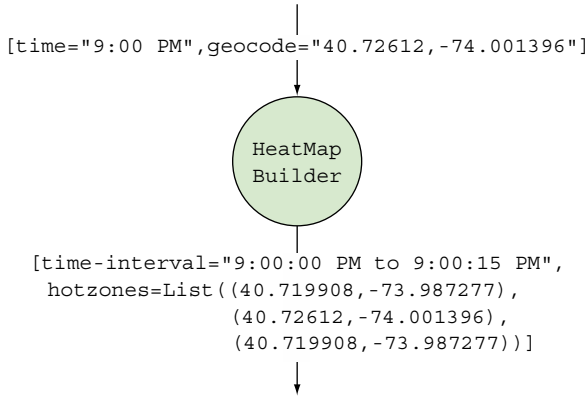 [time="9:00 PM",geocode="40.72612,-74.001396"]
HeatMap
Builder
[time-interval="9:00:00 PM to 9:00:15 PM",
hotzones=List((40.719908,-73.987277),
(40.72612,-74.001396),
(40.719908,-73.987277))]